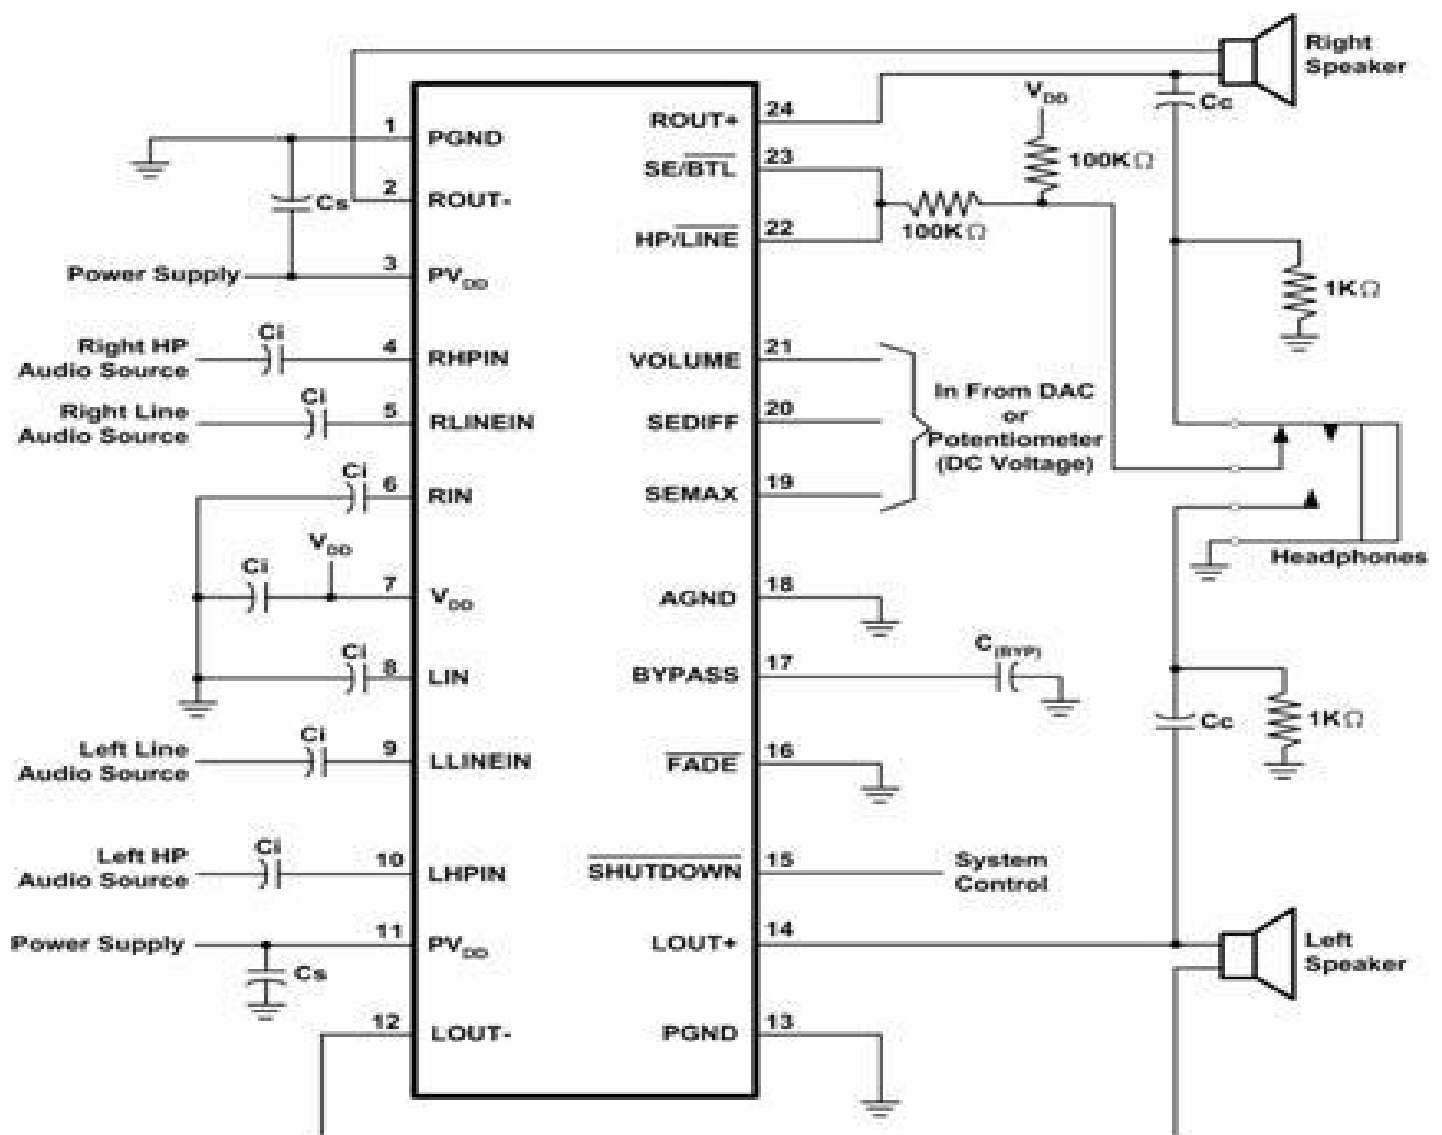 Right
Speaker
Cc
VDD
24
ROUT+
1
PGND
23
SE/BTL
100KΩ
2
Cs
ROUT-
100KΩ
22
HP/LINE
3
Power Supply
PVDD
1KΩ
Ci
Right HP
Audio Source
4
RHPIN
21
VOLUME
Ci
Right Line
Audio Source
5
RLINEIN
20
SEDIFF
In From DAC
or
Potentiometer
(DC Voltage)
Ci
6
RIN
19
SEMAX
VDD
Ci
7
VDD
18
AGND
Headphones
Ci
8
LIN
17
BYPASS
C(BYP)
Cc
1KΩ
Ci
Left Line
Audio Source
9
LLINEIN
16
FADE
Ci
Left HP
Audio Source
10
LHPIN
15
SHUTDOWN
System
Control
Power Supply
11
PVDD
14
LOUT+
Left
Speaker
Cs
12
LOUT-
13
PGND